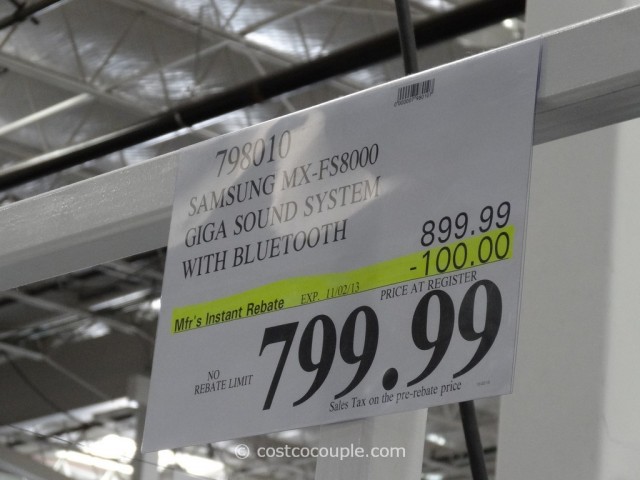 798010
SAMSUNG MX-FS8000
GIGA SOUND SYSTEM
WITH BLUETOOTH
899.99
-100.00
Mfr's Instant Rebate EXP. 11/02/13
PRICE AT REGISTER
799.99
NO
REBATE LIMIT
Sales Tax on the pre-rebate price
© costcocouple.com